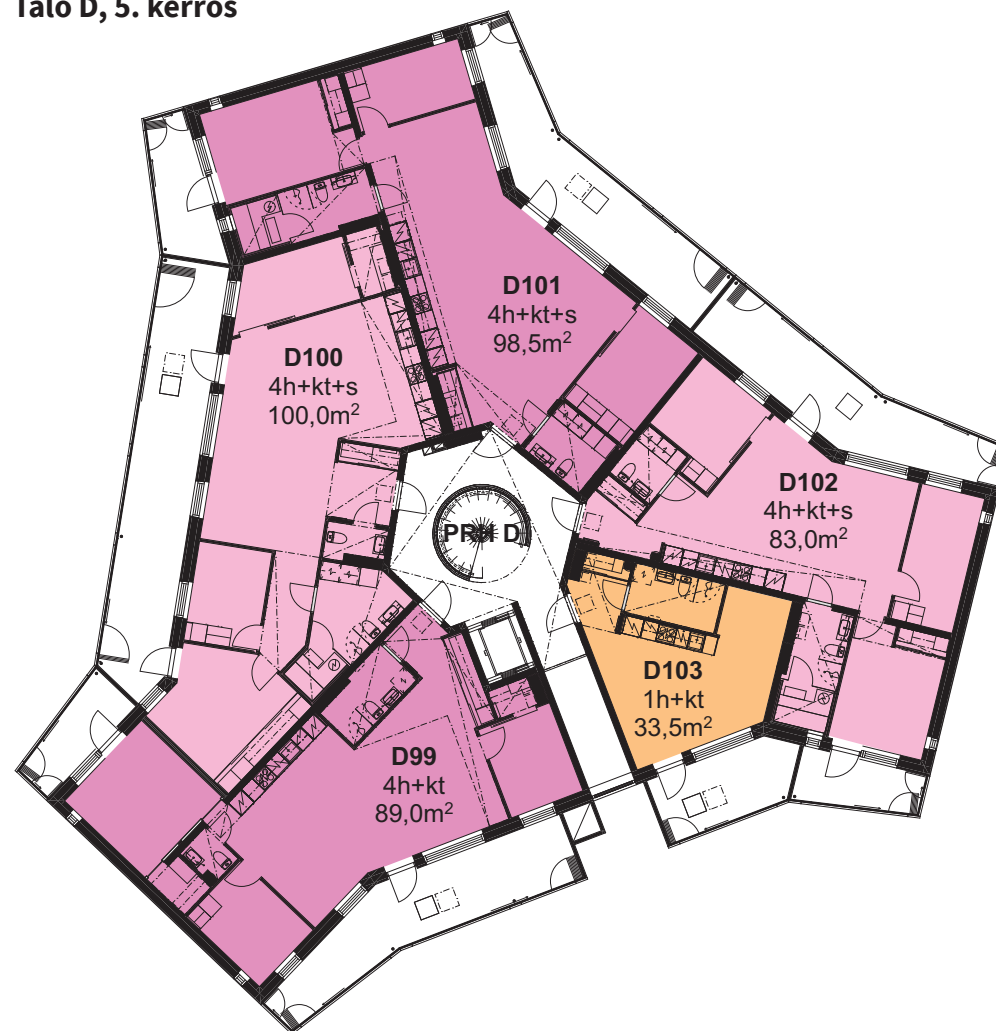 Talo D, 5. kerros
D101
4h+kt+s
98,5m²
D100
4h+kt+s
100,0m²
D102
4h+kt+s
83,0m²
PRH D
D103
1h+kt
33,5m²
D99
4h+kt
89,0m²